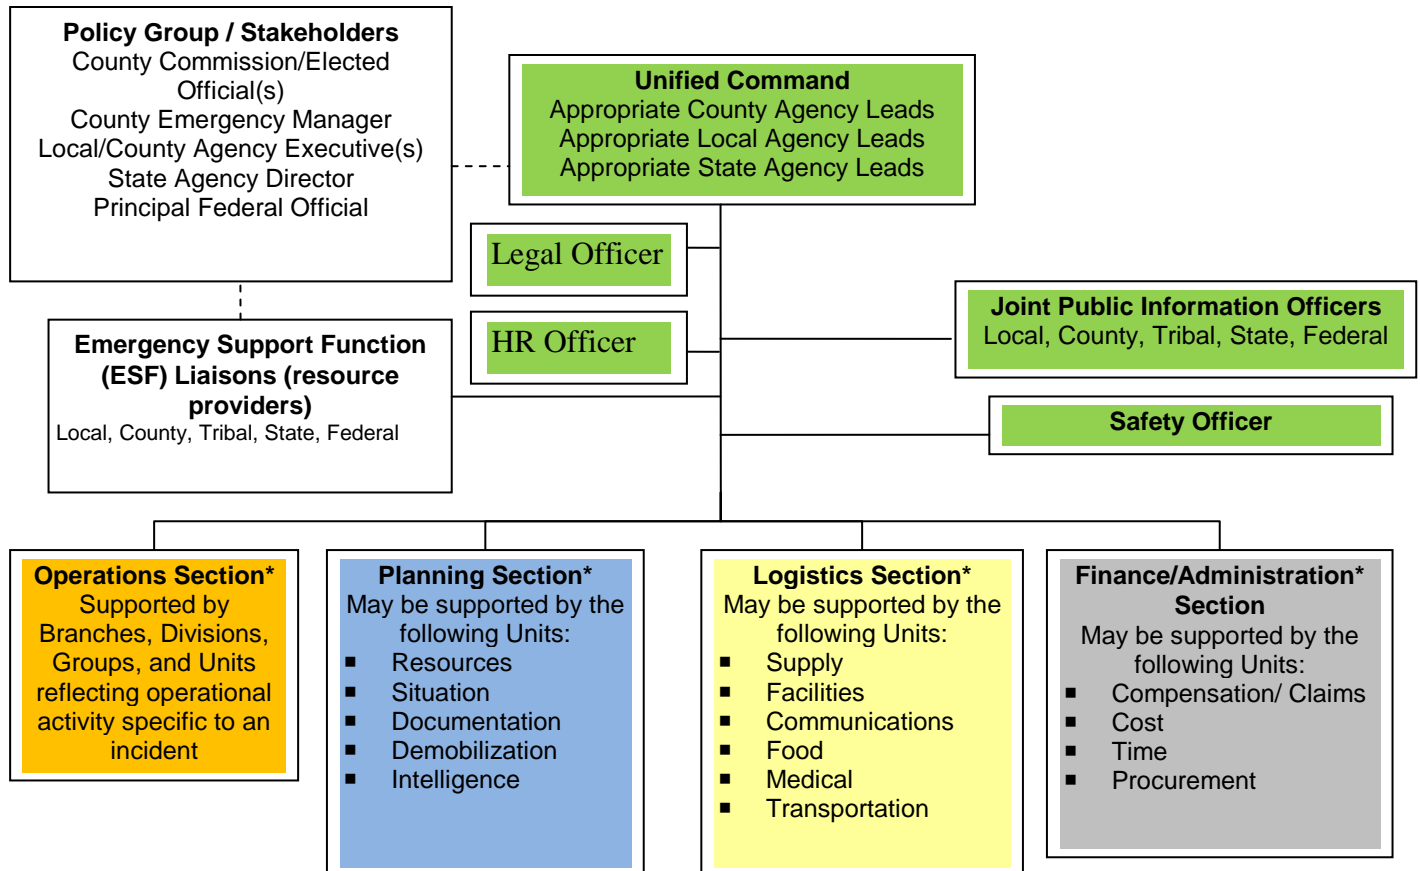 Policy Group / Stakeholders
County Commission/Elected
Official(s)
County Emergency Manager
Local/County Agency Executive(s)
State Agency Director
Principal Federal Official
Unified Command
Appropriate County Agency Leads
Appropriate Local Agency Leads
Appropriate State Agency Leads
Legal Officer
HR Officer
Joint Public Information Officers
Local, County, Tribal, State, Federal
Emergency Support Function
(ESF) Liaisons (resource
providers)
Local, County, Tribal, State, Federal
Safety Officer
Operations Section*
Supported by
Branches, Divisions,
Groups, and Units
reflecting operational
activity specific to an
incident
Planning Section*
May be supported by the
following Units:
▪ Resources
▪ Situation
▪ Documentation
▪ Demobilization
▪ Intelligence
Logistics Section*
May be supported by the
following Units:
▪ Supply
▪ Facilities
▪ Communications
▪ Food
▪ Medical
▪ Transportation
Finance/Administration*
Section
May be supported by the
following Units:
▪ Compensation/ Claims
▪ Cost
▪ Time
▪ Procurement